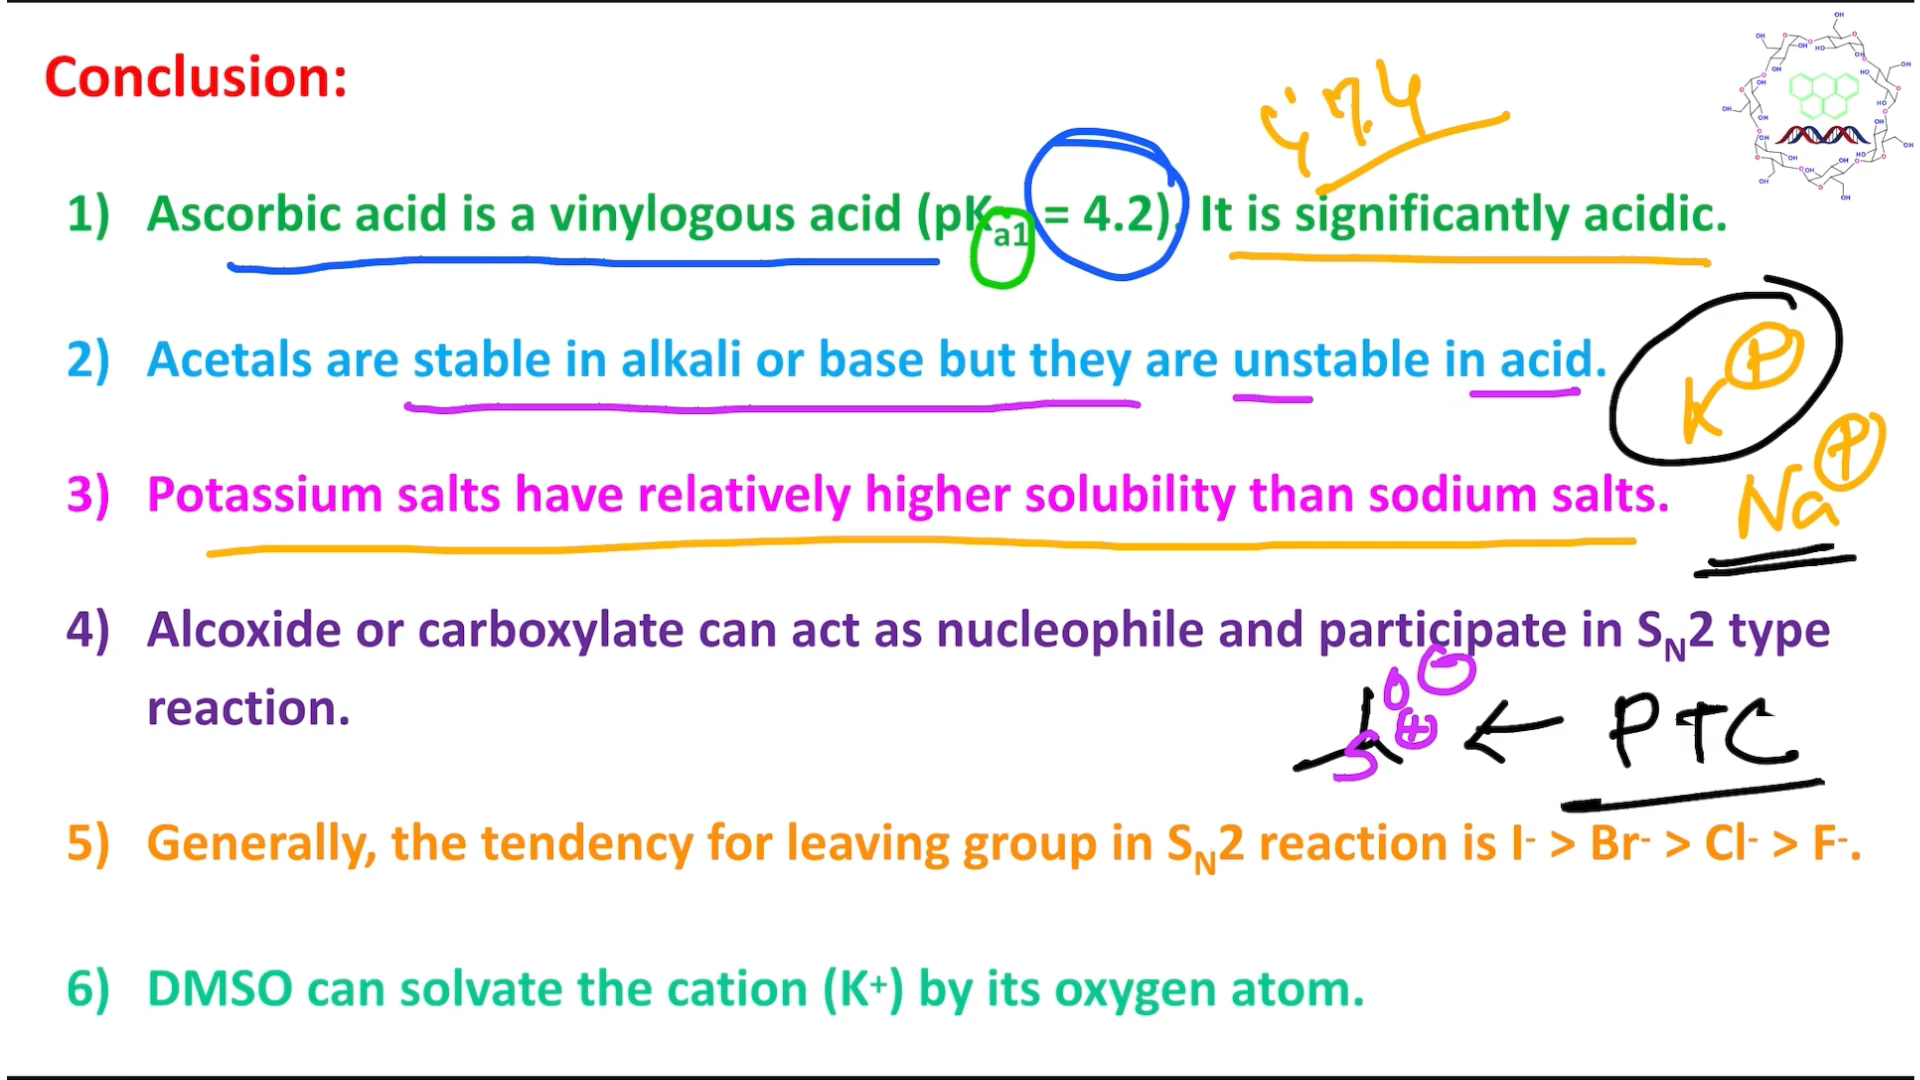 Conclusion:
7.4
1) Ascorbic acid is a vinylogous acid (pKa1 = 4.2). It is significantly acidic.
2) Acetals are stable in alkali or base but they are unstable in acid.
K+
3) Potassium salts have relatively higher solubility than sodium salts.
Na+
4) Alcoxide or carboxylate can act as nucleophile and participate in SN2 type
reaction.
O-
S+ ← PTC
5) Generally, the tendency for leaving group in SN2 reaction is I- > Br- > Cl- > F-.
6) DMSO can solvate the cation (K+) by its oxygen atom.